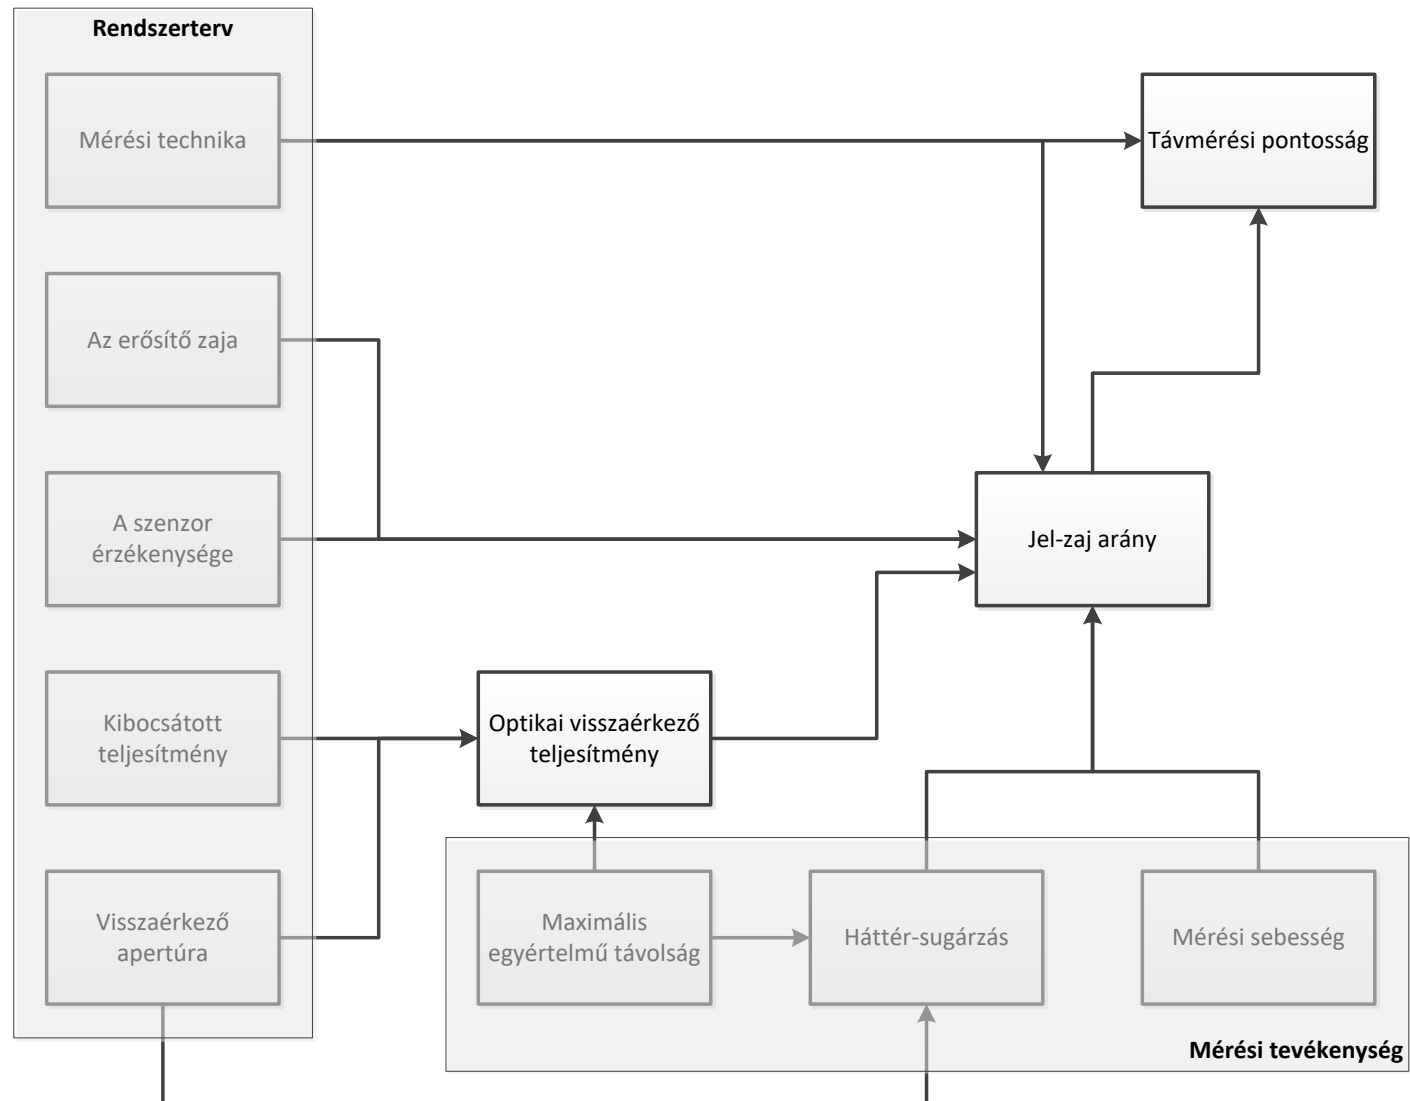 Rendszerterv
Mérési technika
Távmérési pontosság
Az erősítő zaja
A szenzor
érzékenysége
Jel-zaj arány
Kibocsátott
teljesítmény
Optikai visszaérkező
teljesítmény
Visszaérkező
apertúra
Maximális
egyértelmű távolság
Háttér-sugárzás
Mérési sebesség
Mérési tevékenység